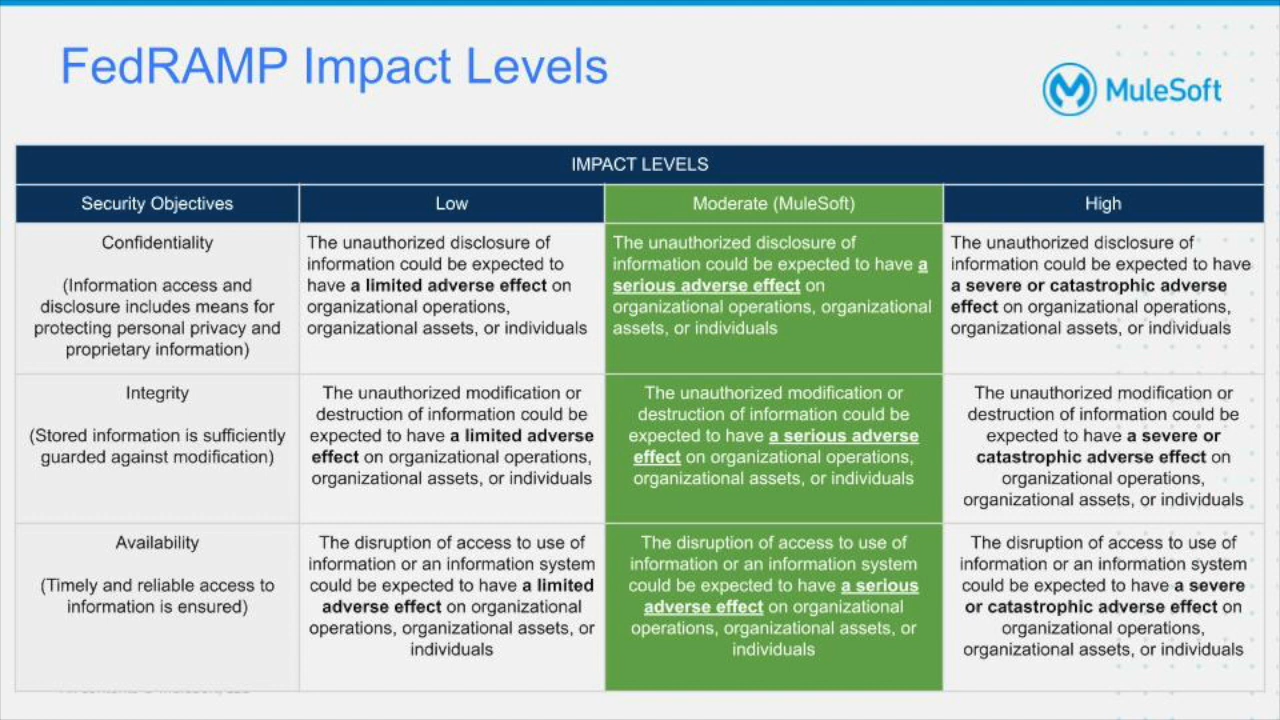 FedRAMP Impact Levels
MuleSoft
IMPACT LEVELS
Security Objectives
Low
Moderate (MuleSoft)
High
Confidentiality
(Information access and
disclosure includes means for
protecting personal privacy and
proprietary information)
The unauthorized disclosure of
information could be expected to
have a limited adverse effect on
organizational operations,
organizational assets, or individuals
The unauthorized disclosure of
information could be expected to have a
serious adverse effect on
organizational operations, organizational
assets, or individuals
The unauthorized disclosure of
information could be expected to have
a severe or catastrophic adverse
effect on organizational operations,
organizational assets, or individuals
Integrity
(Stored information is sufficiently
guarded against modification)
The unauthorized modification or
destruction of information could be
expected to have a limited adverse
effect on organizational operations,
organizational assets, or individuals
The unauthorized modification or
destruction of information could be
expected to have a serious adverse
effect on organizational operations,
organizational assets, or individuals
The unauthorized modification or
destruction of information could be
expected to have a severe or
catastrophic adverse effect on
organizational operations,
organizational assets, or individuals
Availability
(Timely and reliable access to
information is ensured)
The disruption of access to use of
information or an information system
could be expected to have a limited
adverse effect on organizational
operations, organizational assets, or
individuals
The disruption of access to use of
information or an information system
could be expected to have a serious
adverse effect on organizational
operations, organizational assets, or
individuals
The disruption of access to use of
information or an information system
could be expected to have a severe
or catastrophic adverse effect on
organizational operations,
organizational assets, or individuals